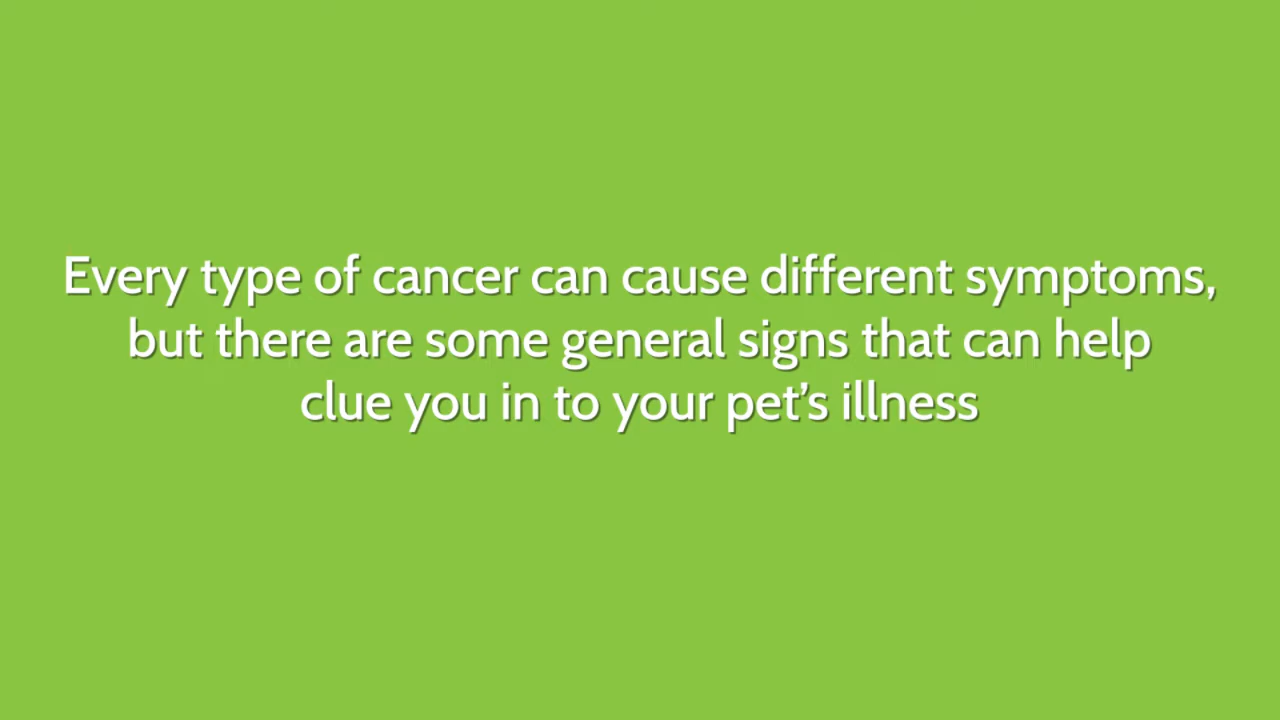 Every type of cancer can cause different symptoms,
but there are some general signs that can help
clue you in to your pet’s illness